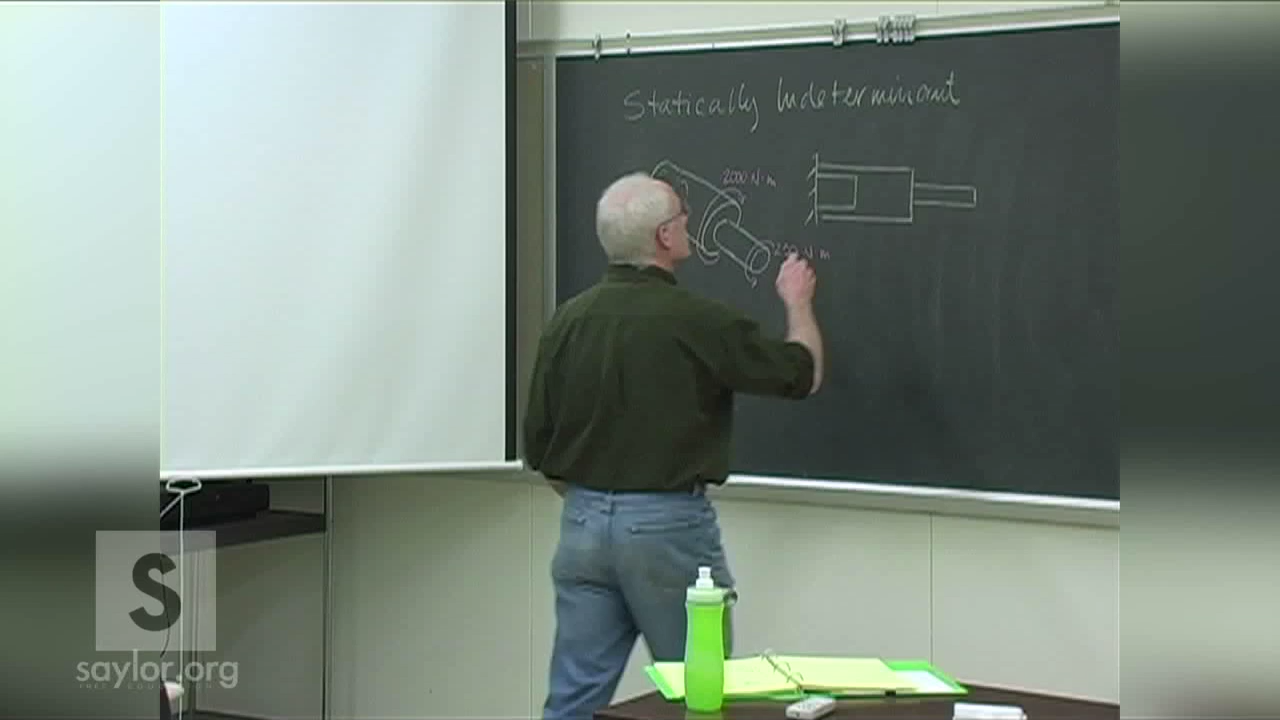 Statically Indeterminant
2000 N·m
N m
S
saylor.org